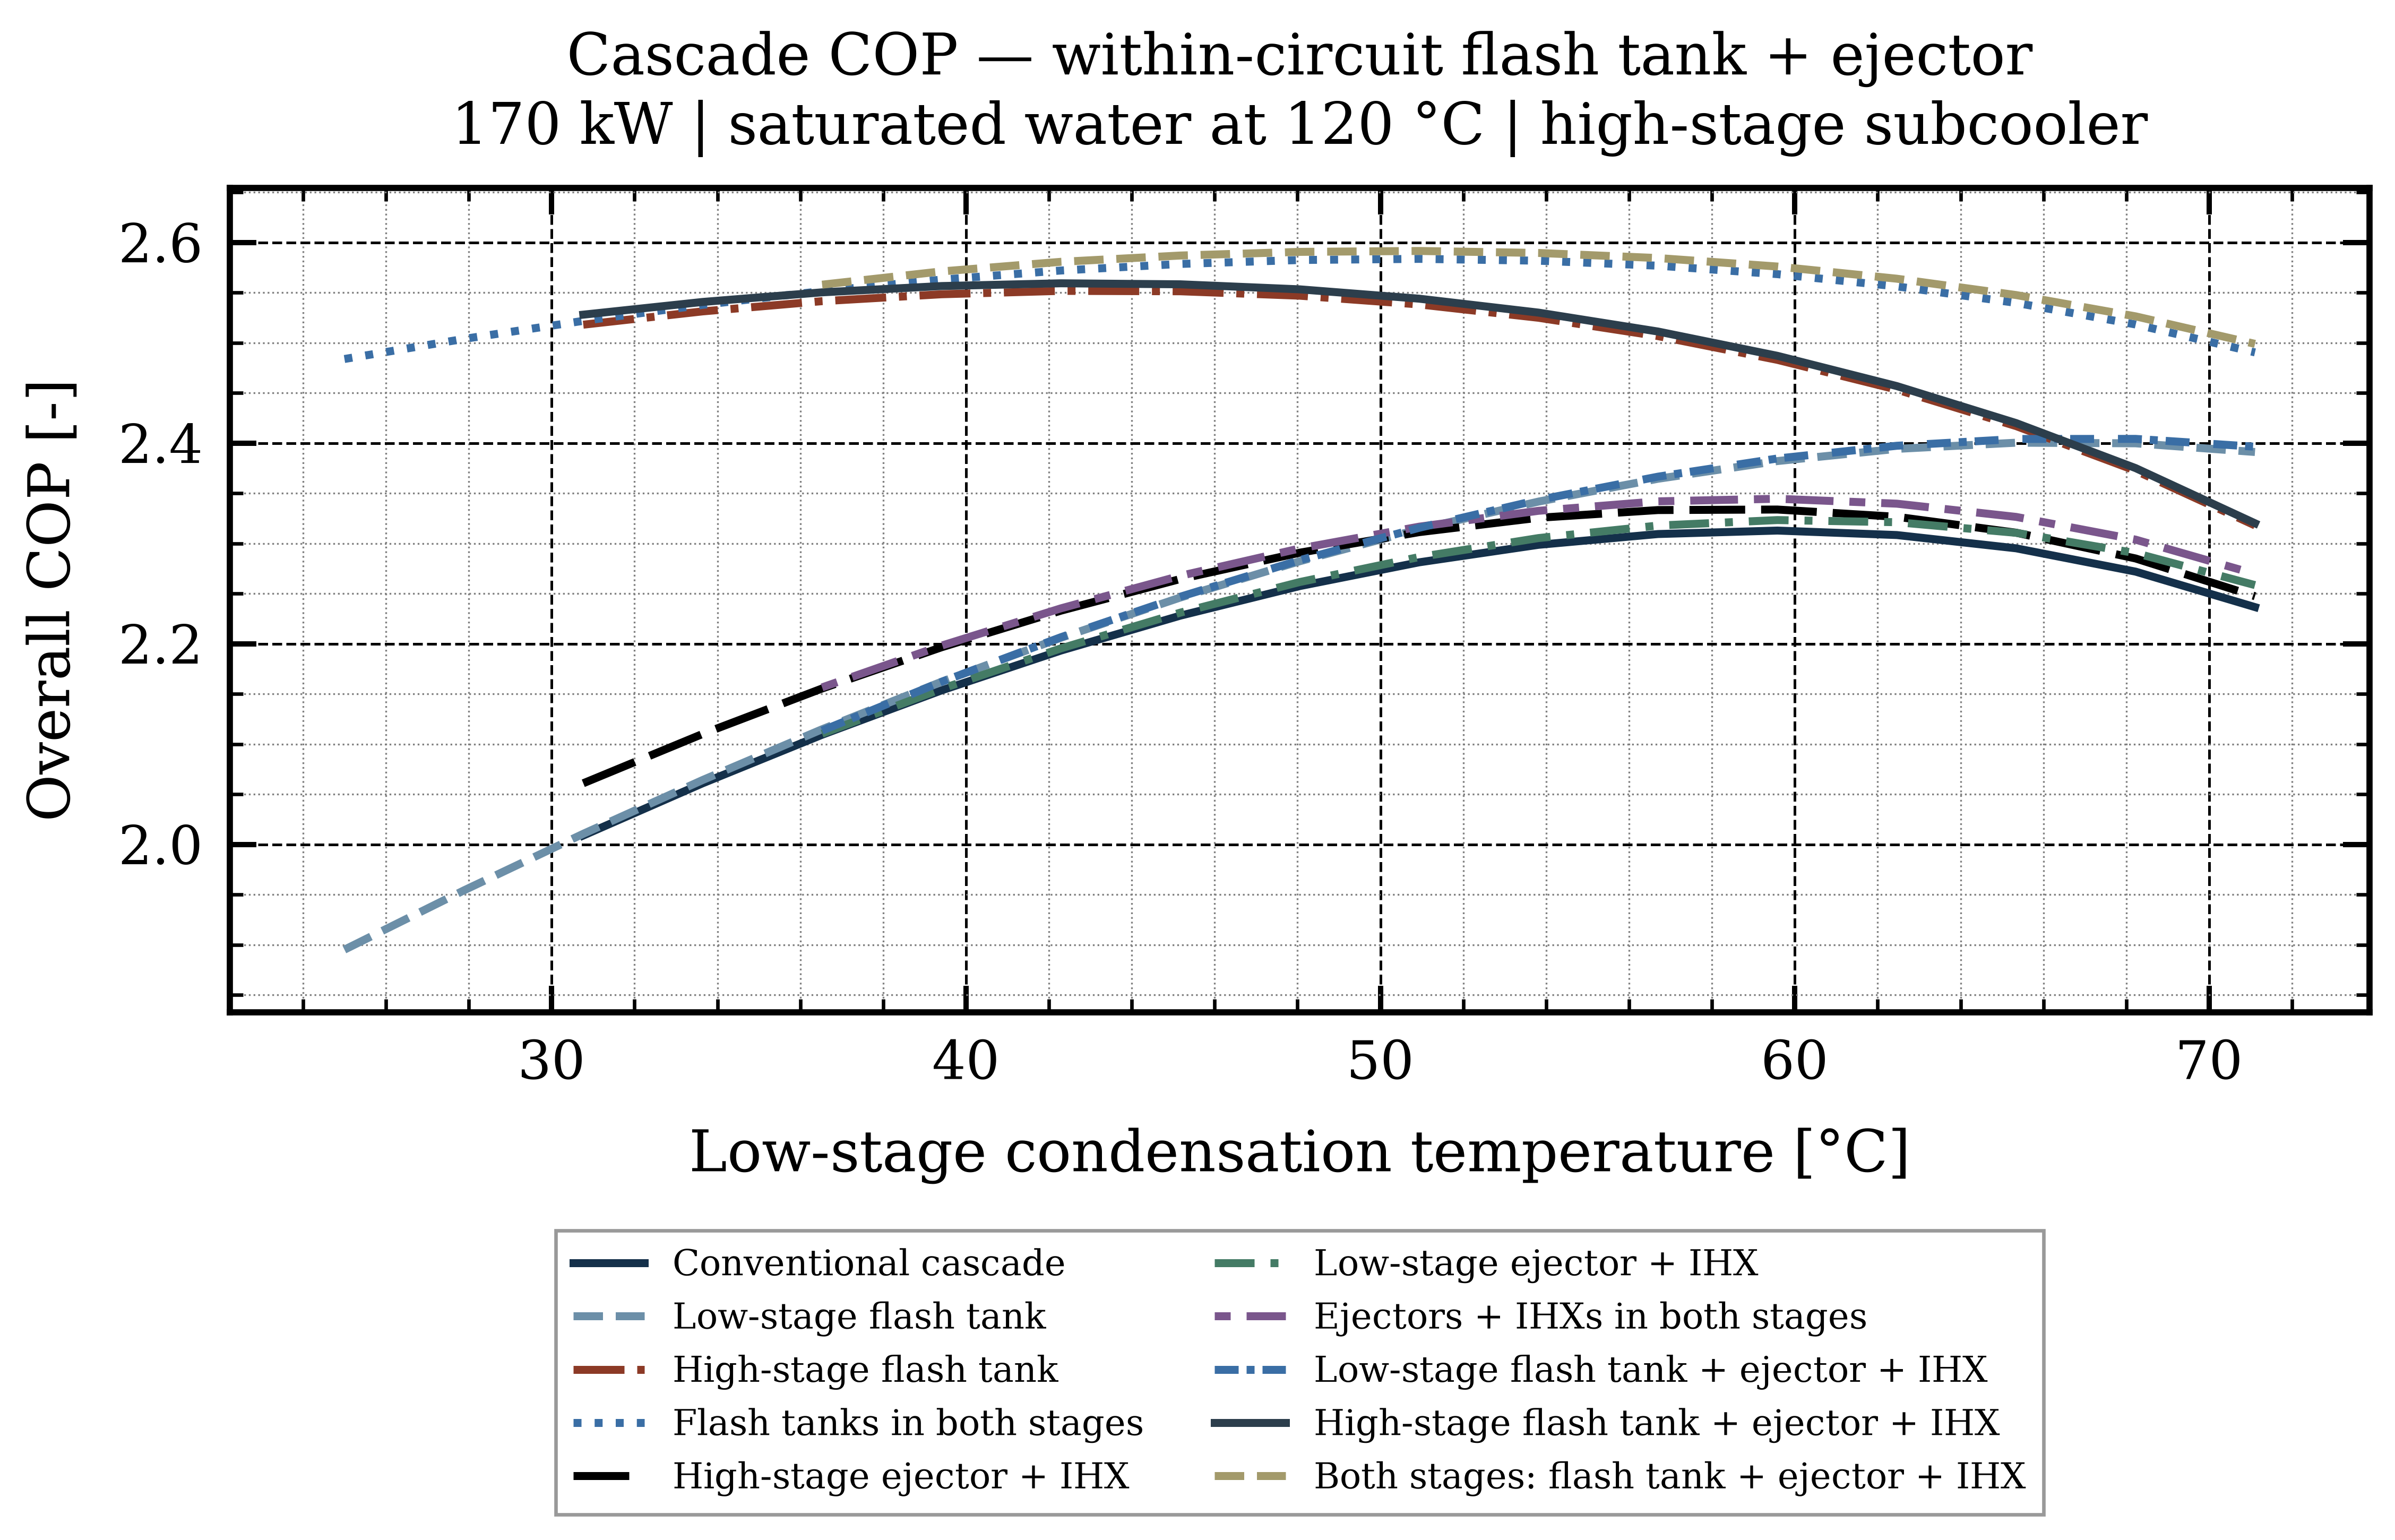 Cascade COP — within-circuit flash tank + ejector
170 kW | saturated water at 120 °C | high-stage subcooler
Overall COP [-]
2.6
2.4
2.2
2.0
30 40 50 60 70
Low-stage condensation temperature [°C]
Conventional cascade
Low-stage flash tank
High-stage flash tank
Flash tanks in both stages
High-stage ejector + IHX
Low-stage ejector + IHX
Ejectors + IHXs in both stages
Low-stage flash tank + ejector + IHX
High-stage flash tank + ejector + IHX
Both stages: flash tank + ejector + IHX